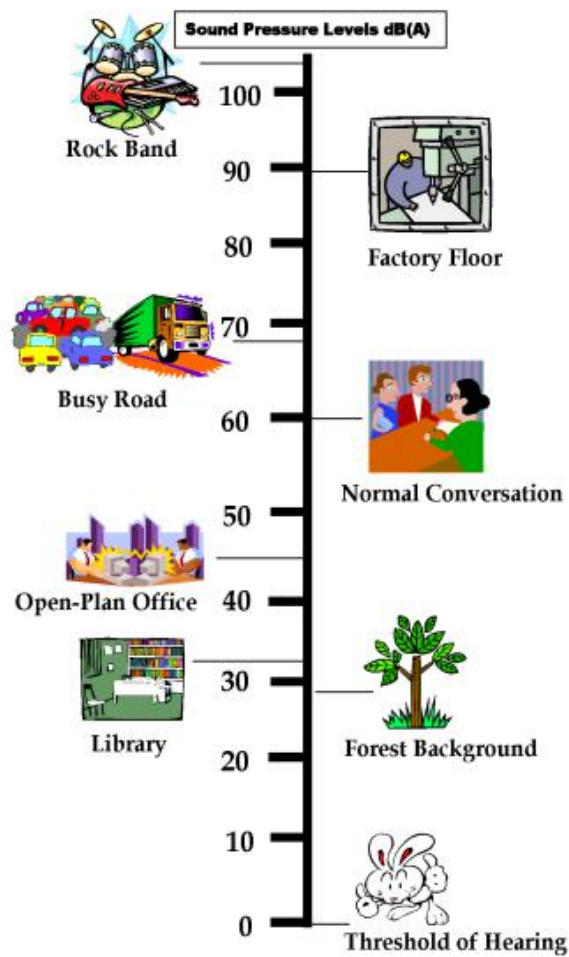 Sound Pressure Levels dB(A)
100
Rock Band
90
80
Factory Floor
70
Busy Road
60
Normal Conversation
50
Open-Plan Office
40
30
Library
Forest Background
20
10
0
Threshold of Hearing